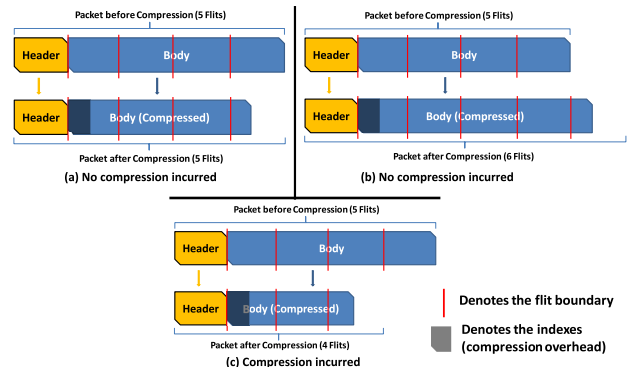 Packet before Compression (5 Flits)
Header
Body
Header
Body (Compressed)
Packet after Compression (5 Flits)
(a) No compression incurred
Packet before Compression (5 Flits)
Header
Body
Header
Body (Compressed)
Packet after Compression (6 Flits)
(b) No compression incurred
Packet before Compression (5 Flits)
Header
Body
Header
Body (Compressed)
Packet after Compression (4 Flits)
(c) Compression incurred
Denotes the flit boundary
Denotes the indexes
(compression overhead)